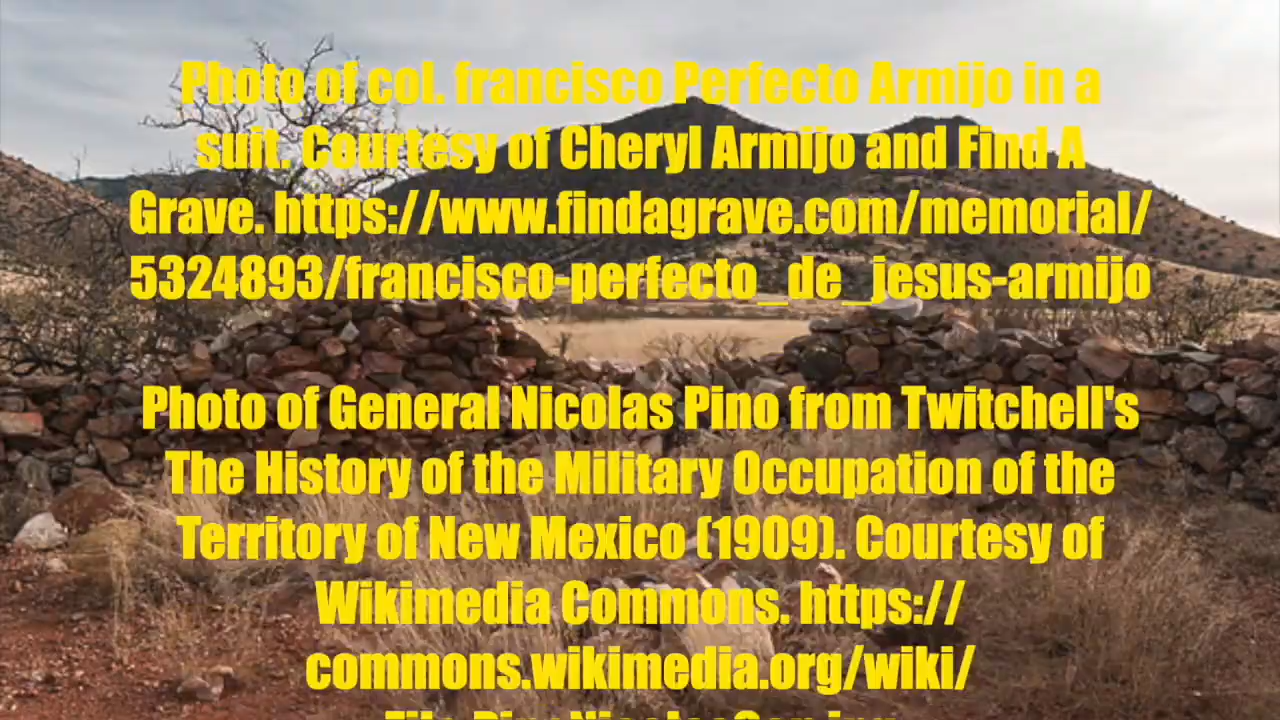 Photo of col. francisco Perfecto Armijo in a
suit. Courtesy of Cheryl Armijo and Find A
Grave. https://www.findagrave.com/memorial/
5324893/francisco-perfecto_de_jesus-armijo
Photo of General Nicolas Pino from Twitchell's
The History of the Military Occupation of the
Territory of New Mexico (1909). Courtesy of
Wikimedia Commons. https://
commons.wikimedia.org/wiki/